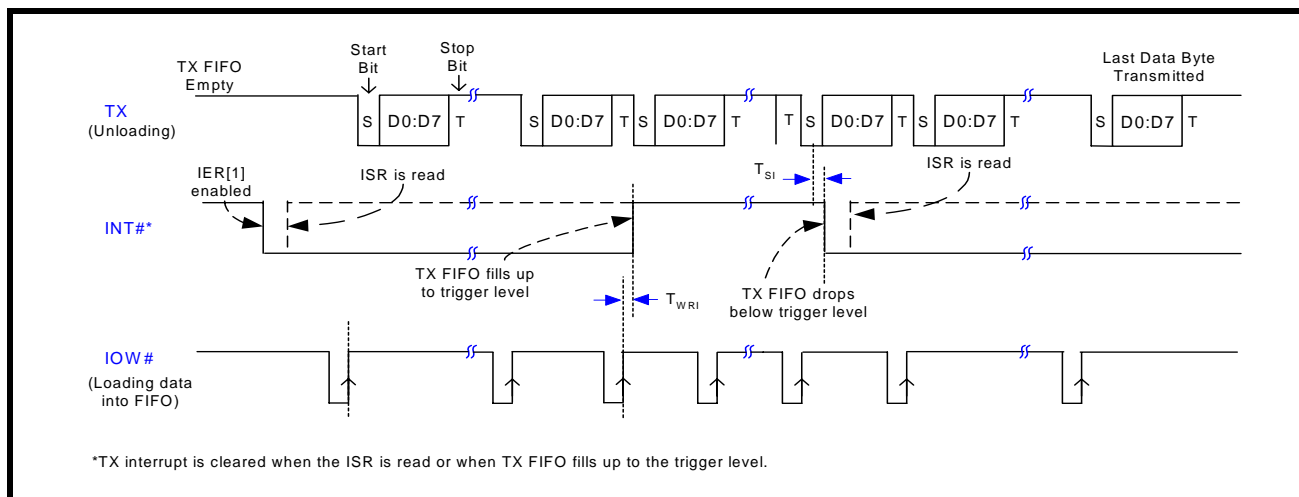 Start
Bit
Stop
Bit
TX FIFO
Empty
Last Data Byte
Transmitted
TX
(Unloading)
S D0:D7 T S D0:D7 T S D0:D7 T T S D0:D7 T S D0:D7 T S D0:D7 T
IER[1]
enabled
ISR is read
TSI
ISR is read
INT#*
TX FIFO fills up
to trigger level
TWRI
TX FIFO drops
below trigger level
IOW#
(Loading data
into FIFO)
*TX interrupt is cleared when the ISR is read or when TX FIFO fills up to the trigger level.